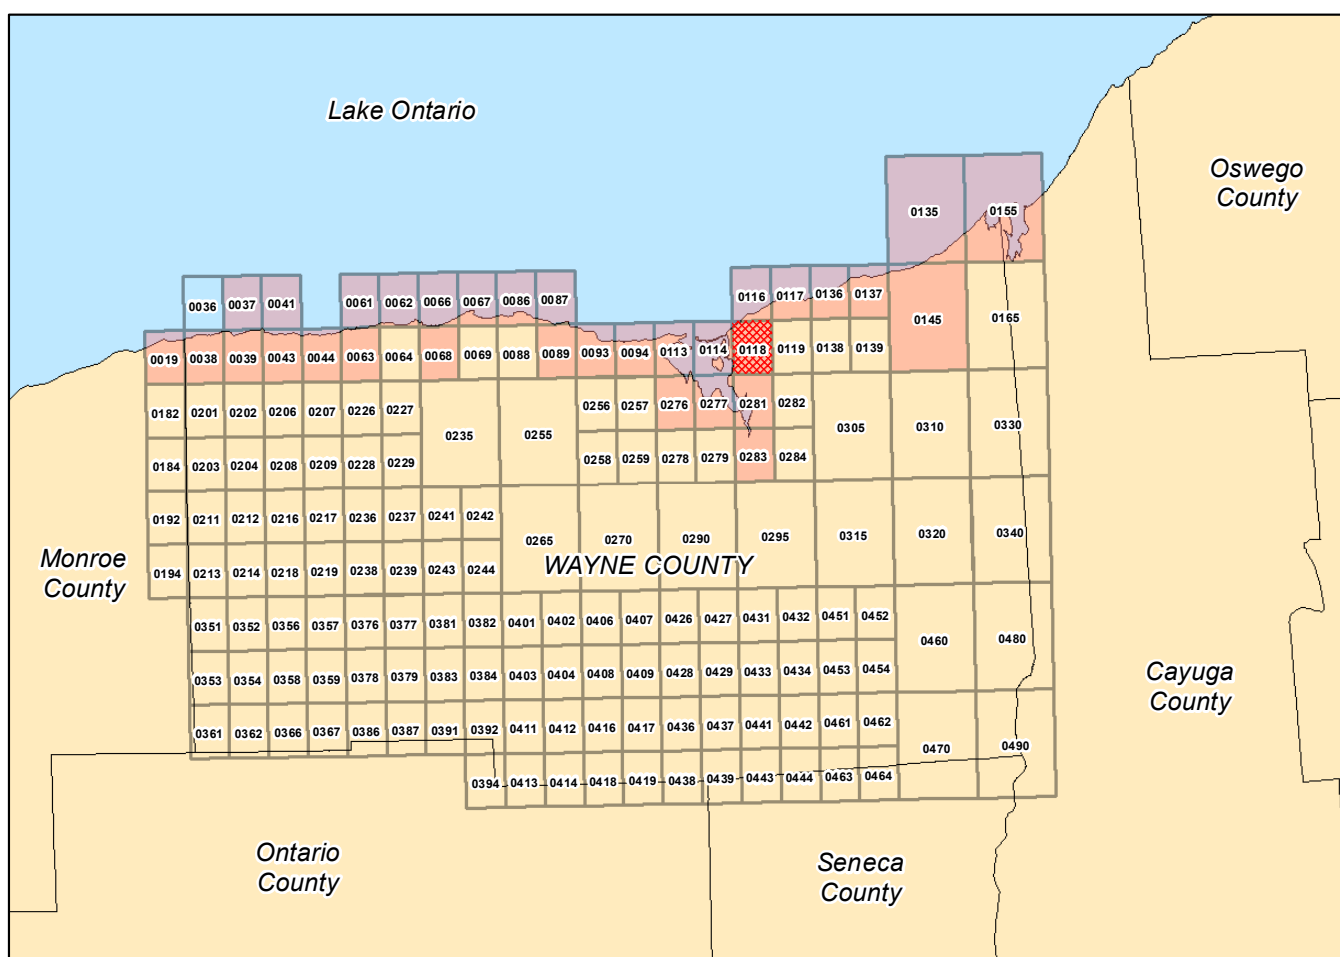 Lake Ontario
Oswego
County
0135 0155
0036 0037 0041 0061 0062 0066 0067 0086 0087 0116 0117 0136 0137
0145 0165
0019 0038 0039 0043 0044 0063 0064 0068 0069 0088 0089 0093 0094 0113 0114 0118 0119 0138 0139
0182 0201 0202 0206 0207 0226 0227 0256 0257 0276 0277 0281 0282
0235 0255 0305 0310 0330
0184 0203 0204 0208 0209 0228 0229 0258 0259 0278 0279 0283 0284
0192 0211 0212 0216 0217 0236 0237 0241 0242
0265 0270 0290 0295 0315 0320 0340
Monroe
County
WAYNE COUNTY
0194 0213 0214 0218 0219 0238 0239 0243 0244
0351 0352 0356 0357 0376 0377 0381 0382 0401 0402 0406 0407 0426 0427 0431 0432 0451 0452
0460 0480
0353 0354 0358 0359 0378 0379 0383 0384 0403 0404 0408 0409 0428 0429 0433 0434 0453 0454
Cayuga
County
0361 0362 0366 0367 0386 0387 0391 0392 0411 0412 0416 0417 0436 0437 0441 0442 0461 0462
0470 0490
0394 0413 0414 0418 0419 0438 0439 0443 0444 0463 0464
Ontario
County
Seneca
County